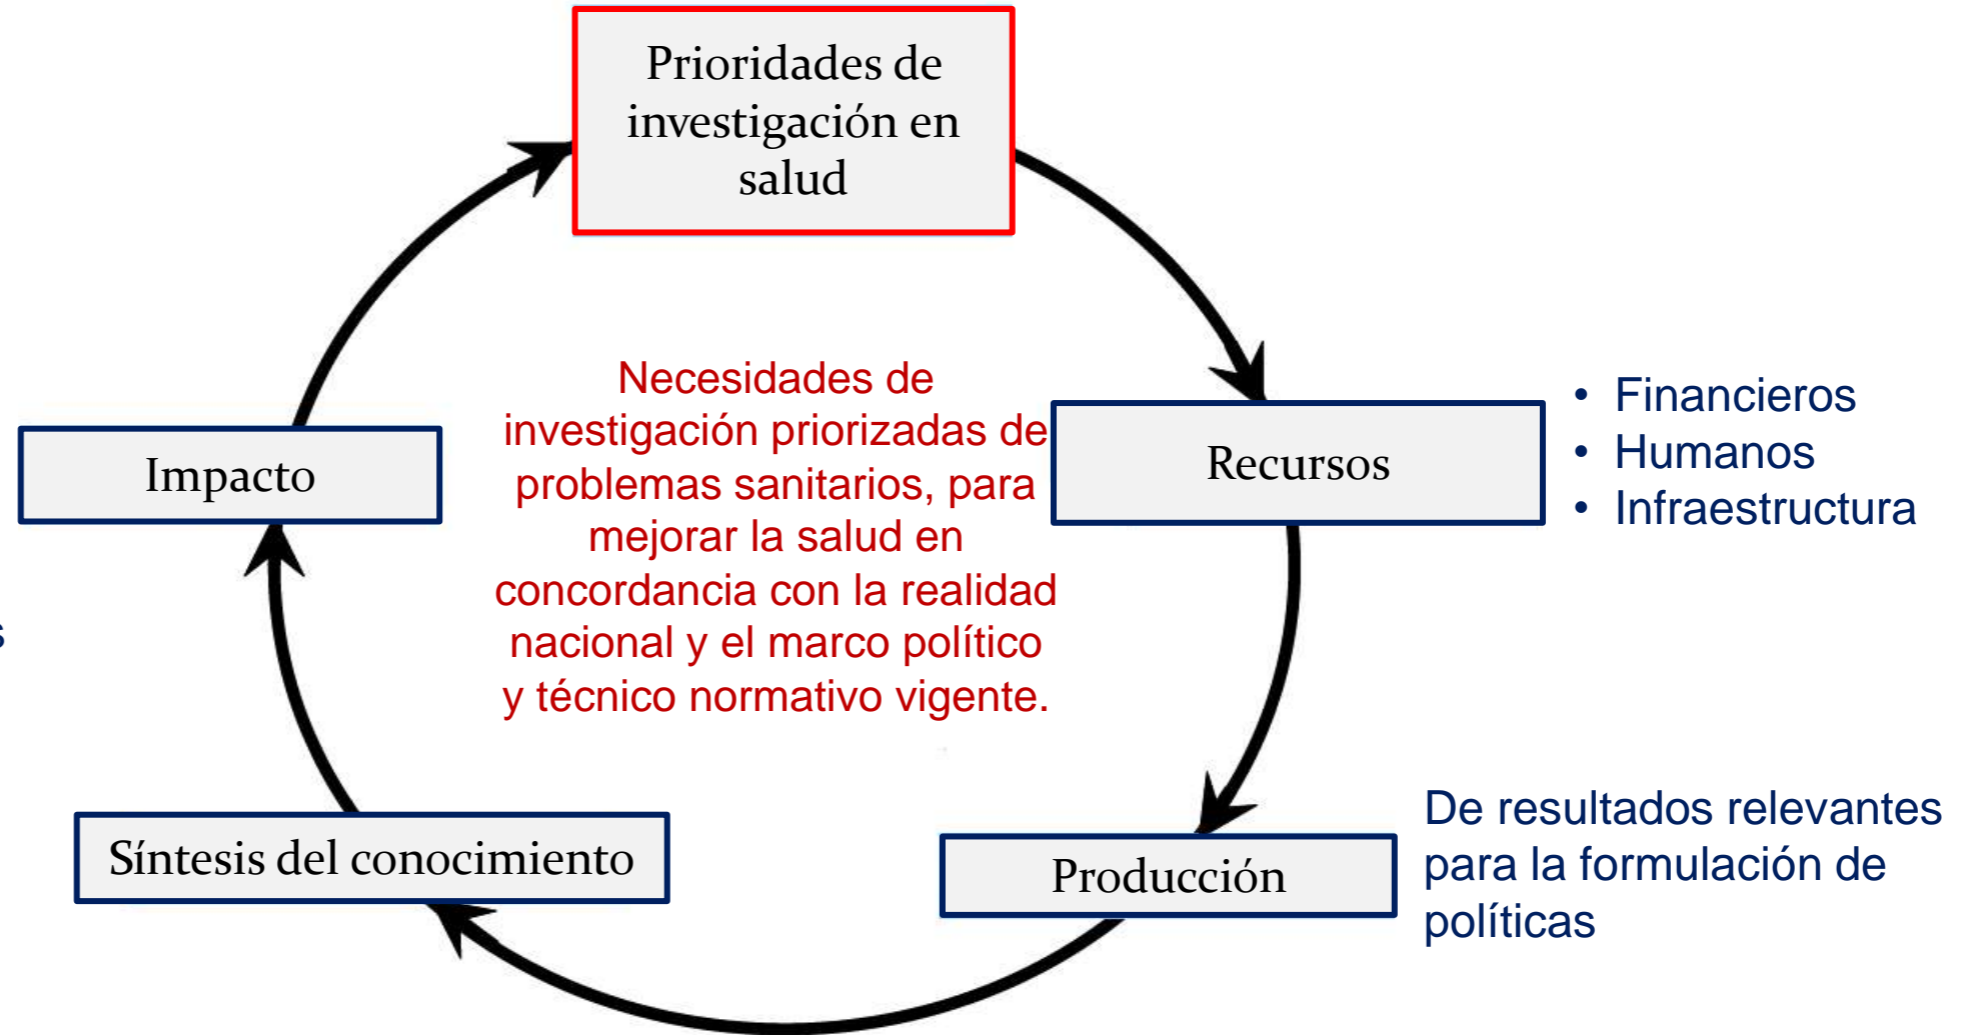 Prioridades de
investigación en
salud
Necesidades de
investigación priorizadas de
problemas sanitarios, para
mejorar la salud en
concordancia con la realidad
nacional y el marco político
y técnico normativo vigente.
Recursos
• Financieros
• Humanos
• Infraestructura
Impacto
Síntesis del conocimiento
Producción
De resultados relevantes
para la formulación de
políticas